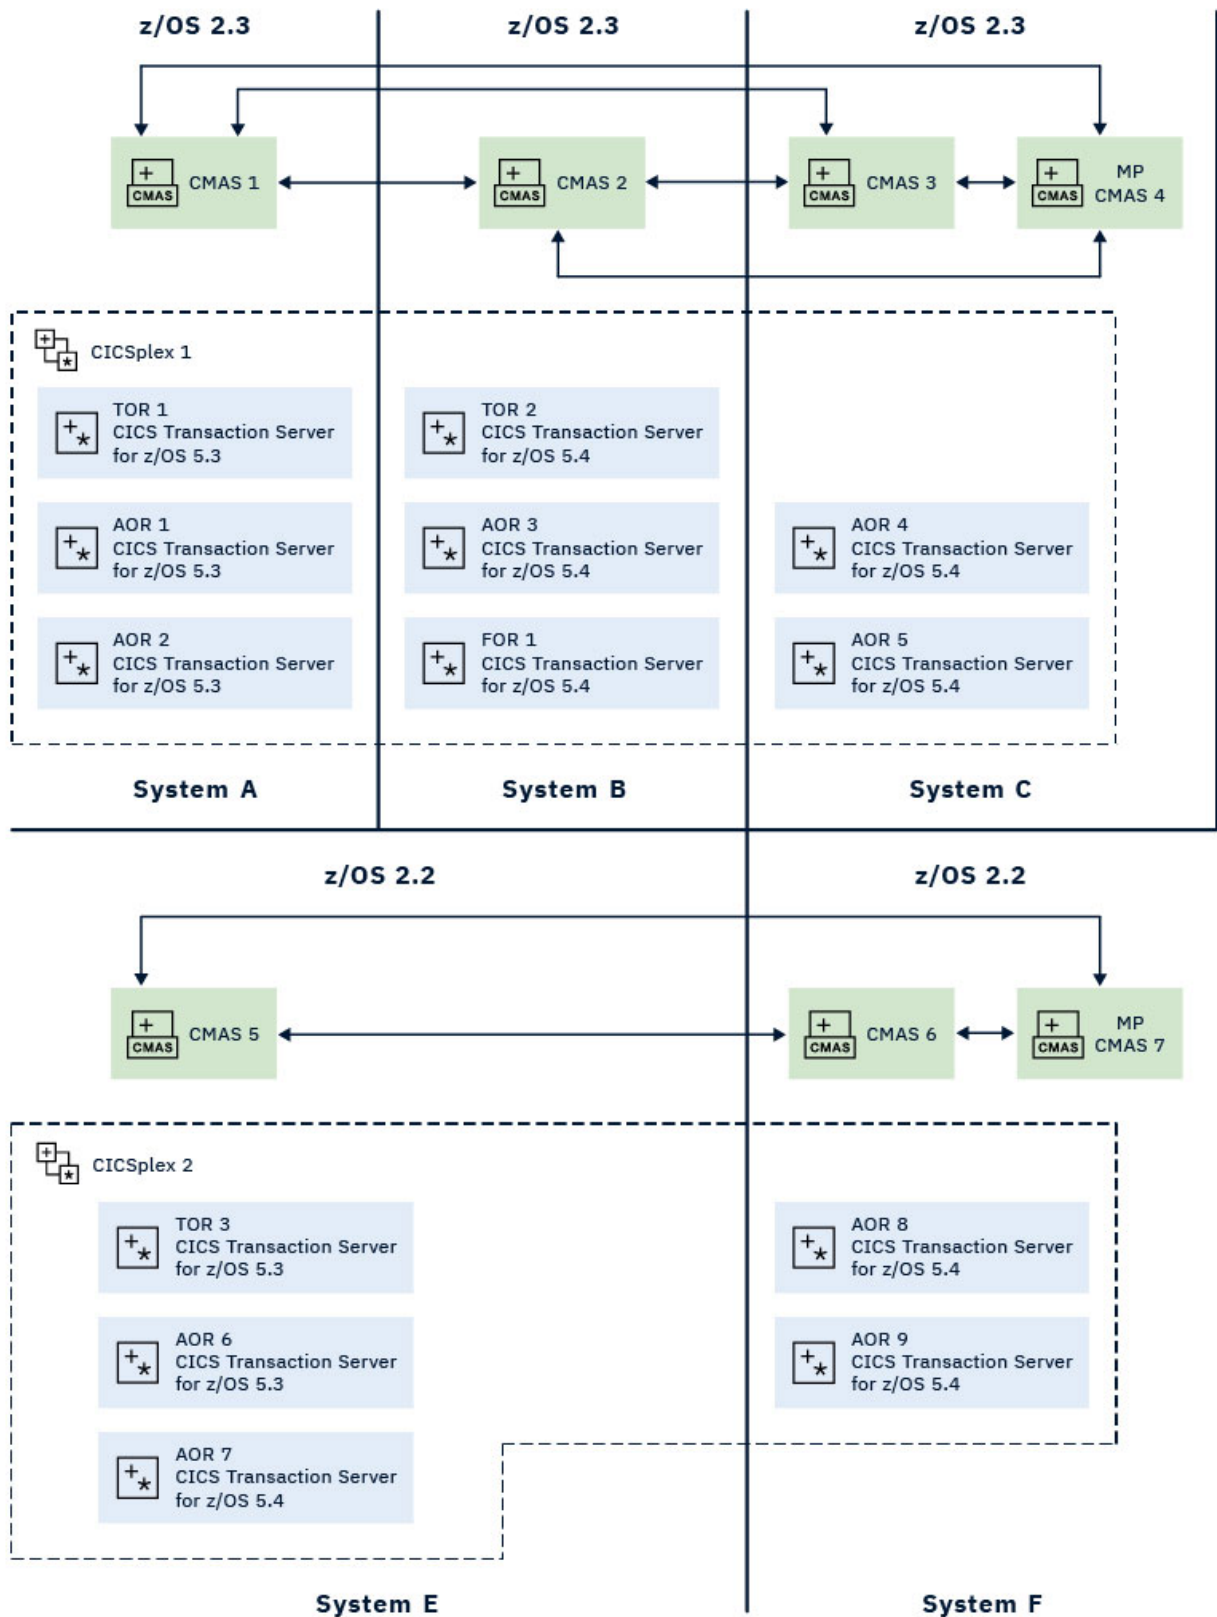 z/OS 2.3
z/OS 2.3
z/OS 2.3
CMAS
CMAS 1
CMAS
CMAS 2
CMAS
CMAS 3
CMAS
MP
CMAS 4
CICSplex 1
TOR 1
CICS Transaction Server
for z/OS 5.3
TOR 2
CICS Transaction Server
for z/OS 5.4
AOR 1
CICS Transaction Server
for z/OS 5.3
AOR 3
CICS Transaction Server
for z/OS 5.4
AOR 4
CICS Transaction Server
for z/OS 5.4
AOR 2
CICS Transaction Server
for z/OS 5.3
FOR 1
CICS Transaction Server
for z/OS 5.4
AOR 5
CICS Transaction Server
for z/OS 5.4
System A
System B
System C
z/OS 2.2
z/OS 2.2
CMAS
CMAS 5
CMAS
CMAS 6
CMAS
MP
CMAS 7
CICSplex 2
TOR 3
CICS Transaction Server
for z/OS 5.3
AOR 8
CICS Transaction Server
for z/OS 5.4
AOR 6
CICS Transaction Server
for z/OS 5.3
AOR 9
CICS Transaction Server
for z/OS 5.4
AOR 7
CICS Transaction Server
for z/OS 5.4
System E
System F